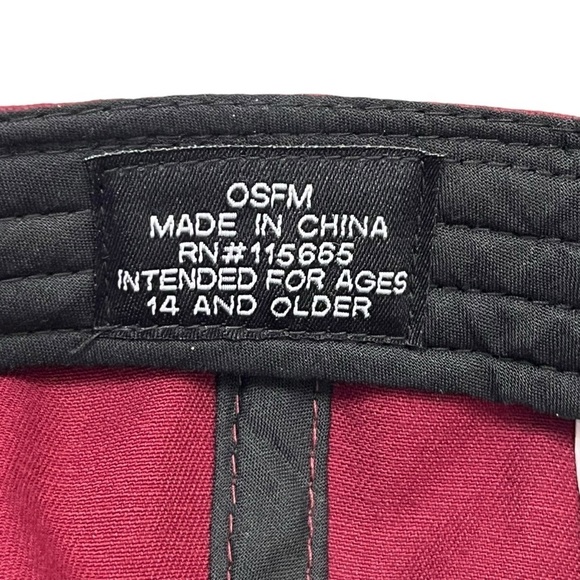 OSFM
MADE IN CHINA
RN#115665
INTENDED FOR AGES
14 AND OLDER